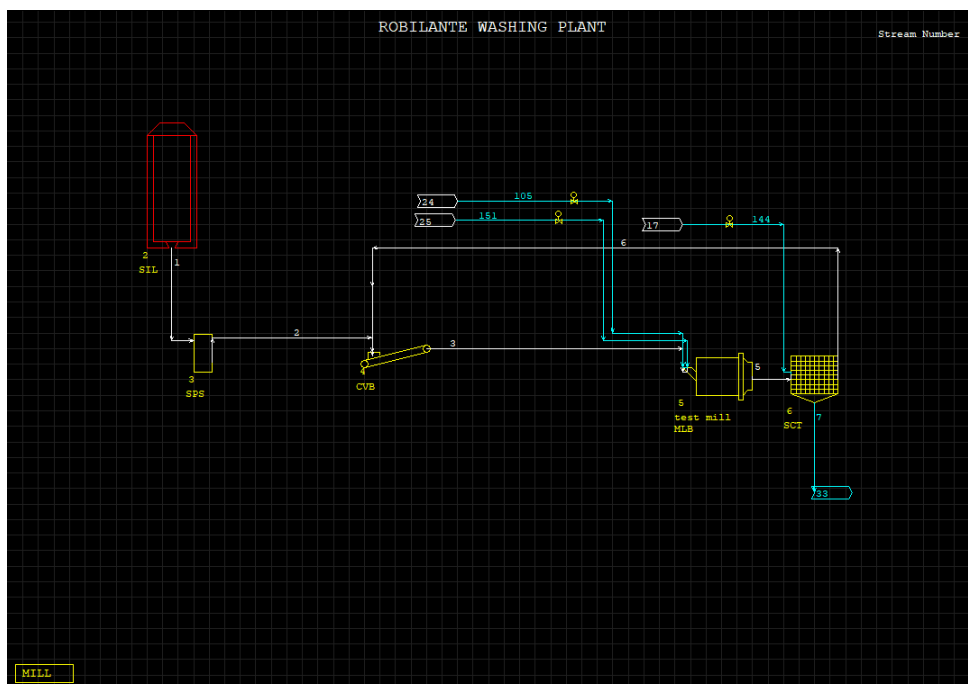 ROBILANTE WASHING PLANT
Stream Number
24
105
25
151
17
144
6
2
SIL
1
2
3
SPS
3
4
CVB
5
5
test mill
MLB
6
SCT
7
33
MILL